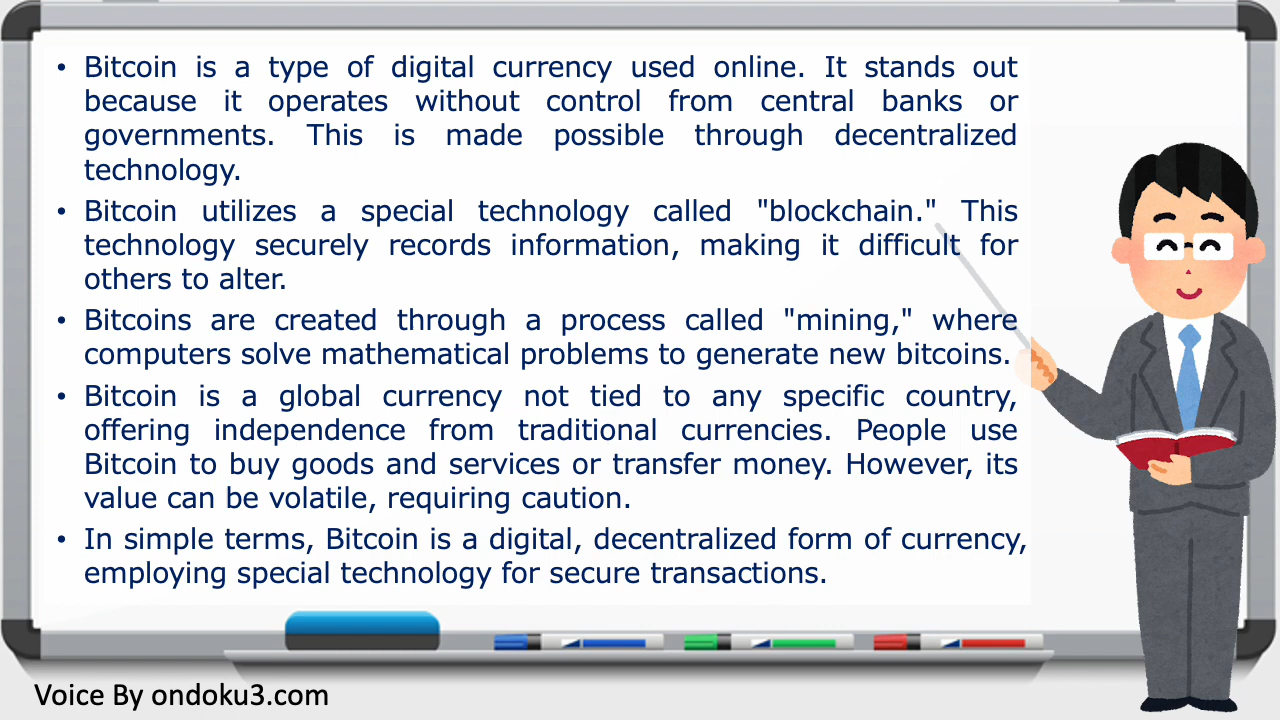 • Bitcoin is a type of digital currency used online. It stands out
because it operates without control from central banks or
governments. This is made possible through decentralized
technology.
• Bitcoin utilizes a special technology called "blockchain." This
technology securely records information, making it difficult for
others to alter.
• Bitcoins are created through a process called "mining," where
computers solve mathematical problems to generate new bitcoins.
• Bitcoin is a global currency not tied to any specific country,
offering independence from traditional currencies. People use
Bitcoin to buy goods and services or transfer money. However, its
value can be volatile, requiring caution.
• In simple terms, Bitcoin is a digital, decentralized form of currency,
employing special technology for secure transactions.
Voice By ondoku3.com